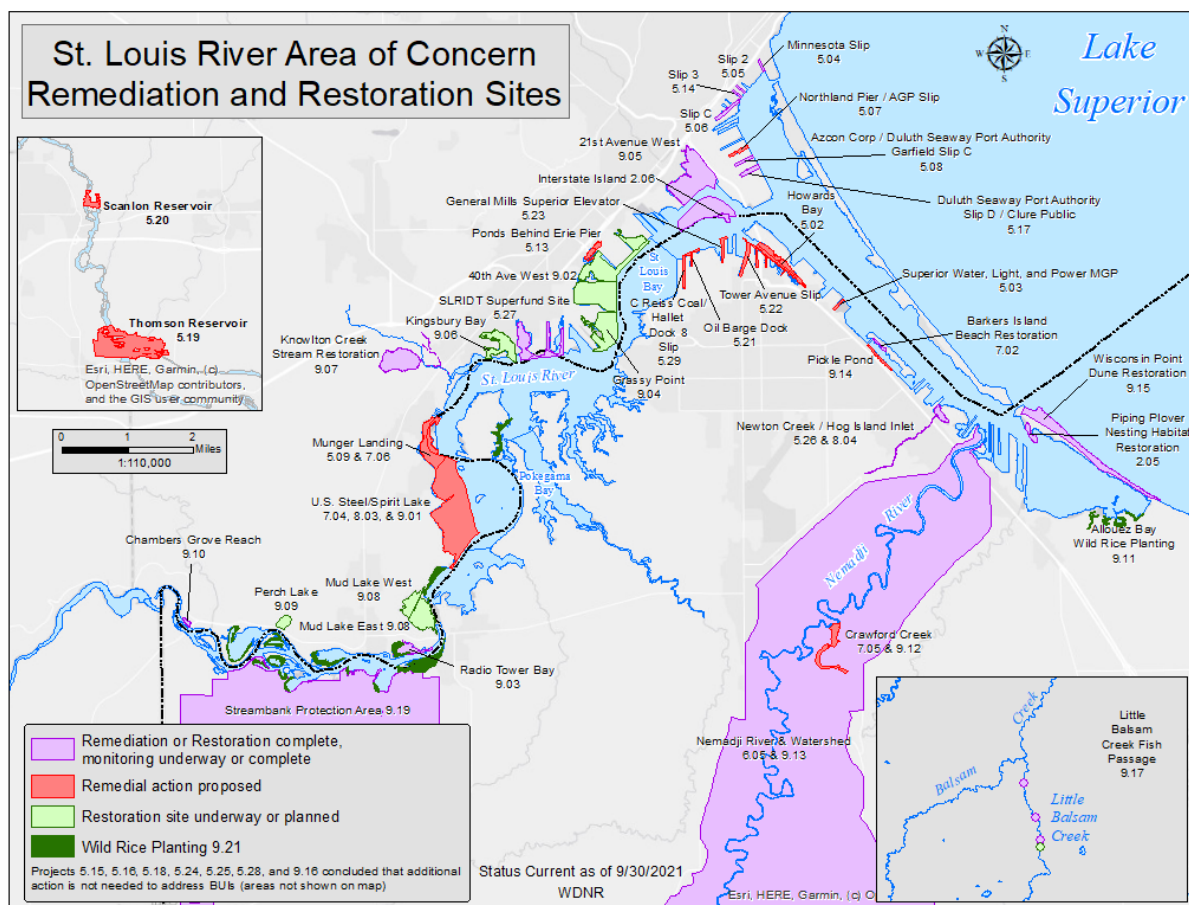 St. Louis River Area of Concern
Remediation and Restoration Sites
Lake
Superior
N
W
E
S
Minnesota Slip
5.04
Slip 2
5.05
Slip 3
5.14
Northland Pier / AGP Slip
5.07
Slip C
5.06
Azcon Corp / Duluth Seaway Port Authority
Garfield Slip C
5.08
21st Avenue West
9.05
Interstate Island 2.06
Duluth Seaway Port Authority
Slip D / Clure Public
5.17
General Mills Superior Elevator
5.23
Howards
Bay
5.02
Ponds Behind Erie Pier
5.13
St
Louis
Bay
40th Ave West 9.02
Superior Water, Light, and Power MGP
5.03
Tower Avenue Slip
5.22
SLRIDT Superfund Site
5.27
C Reiss Coal/
Hallet
Dock 8
Slip
5.29
Oil Barge Dock
5.21
Kingsbury Bay
9.06
Barkers Island
Beach Restoration
7.02
Knowlton Creek
Stream Restoration
9.07
Pickle Pond
9.14
Wisconsin Point
Dune Restoration
9.15
St. Louis River
Grassy Point
9.04
Newton Creek / Hog Island Inlet
5.26 & 8.04
Piping Plover
Nesting Habitat
Restoration
2.05
Munger Landing
5.09 & 7.06
Pokegama
Bay
U.S. Steel/Spirit Lake
7.04, 8.03, & 9.01
Allouez Bay
Wild Rice Planting
9.11
Nemadji River
Chambers Grove Reach
9.10
Mud Lake West
9.08
Perch Lake
9.09
Mud Lake East 9.08
Crawford Creek
7.05 & 9.12
Radio Tower Bay
9.03
Streambank Protection Area, 9.19
Nemadji River & Watershed
6.05 & 9.13
Scanlon Reservoir
5.20
Thomson Reservoir
5.19
Esri, HERE, Garmin, (c)
OpenStreetMap contributors,
and the GIS user community
0 1 2
Miles
1:110,000
Remediation or Restoration complete,
monitoring underway or complete
Remedial action proposed
Restoration site underway or planned
Wild Rice Planting 9.21
Projects 5.15, 5.16, 5.18, 5.24, 5.25, 5.28, and 9.16 concluded that additional
action is not needed to address BUIs (areas not shown on map)
Status Current as of 9/30/2021
WDNR
Esri, HERE, Garmin, (c) O
Little
Balsam
Creek Fish
Passage
9.17
Balsam
Creek
Little
Balsam
Creek